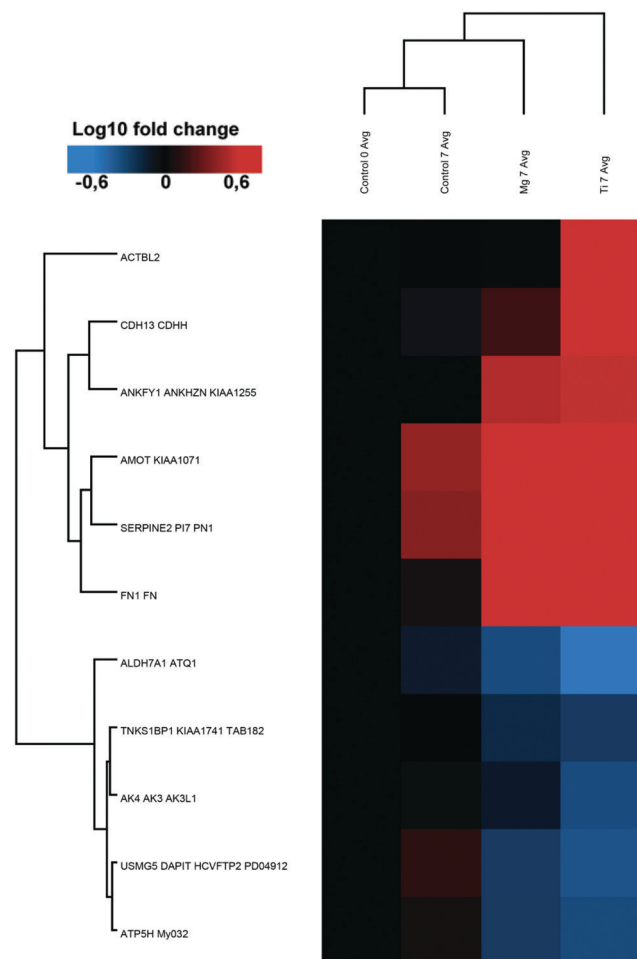 Log10 fold change
-0,6 0 0,6
Control 0 Avg
Control 7 Avg
Mg 7 Avg
Ti 7 Avg
ACTBL2
CDH13 CDHH
ANKFY1 ANKHZN KIAA1255
AMOT KIAA1071
SERPINE2 PI7 PN1
FN1 FN
ALDH7A1 ATQ1
TNKS1BP1 KIAA1741 TAB182
AK4 AK3 AK3L1
USMG5 DAPIT HCVFTP2 PD04912
ATP5H My032